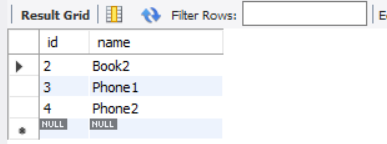 Result Grid Filter Rows: E
id name
2 Book2
3 Phone1
4 Phone2
NULL NULL